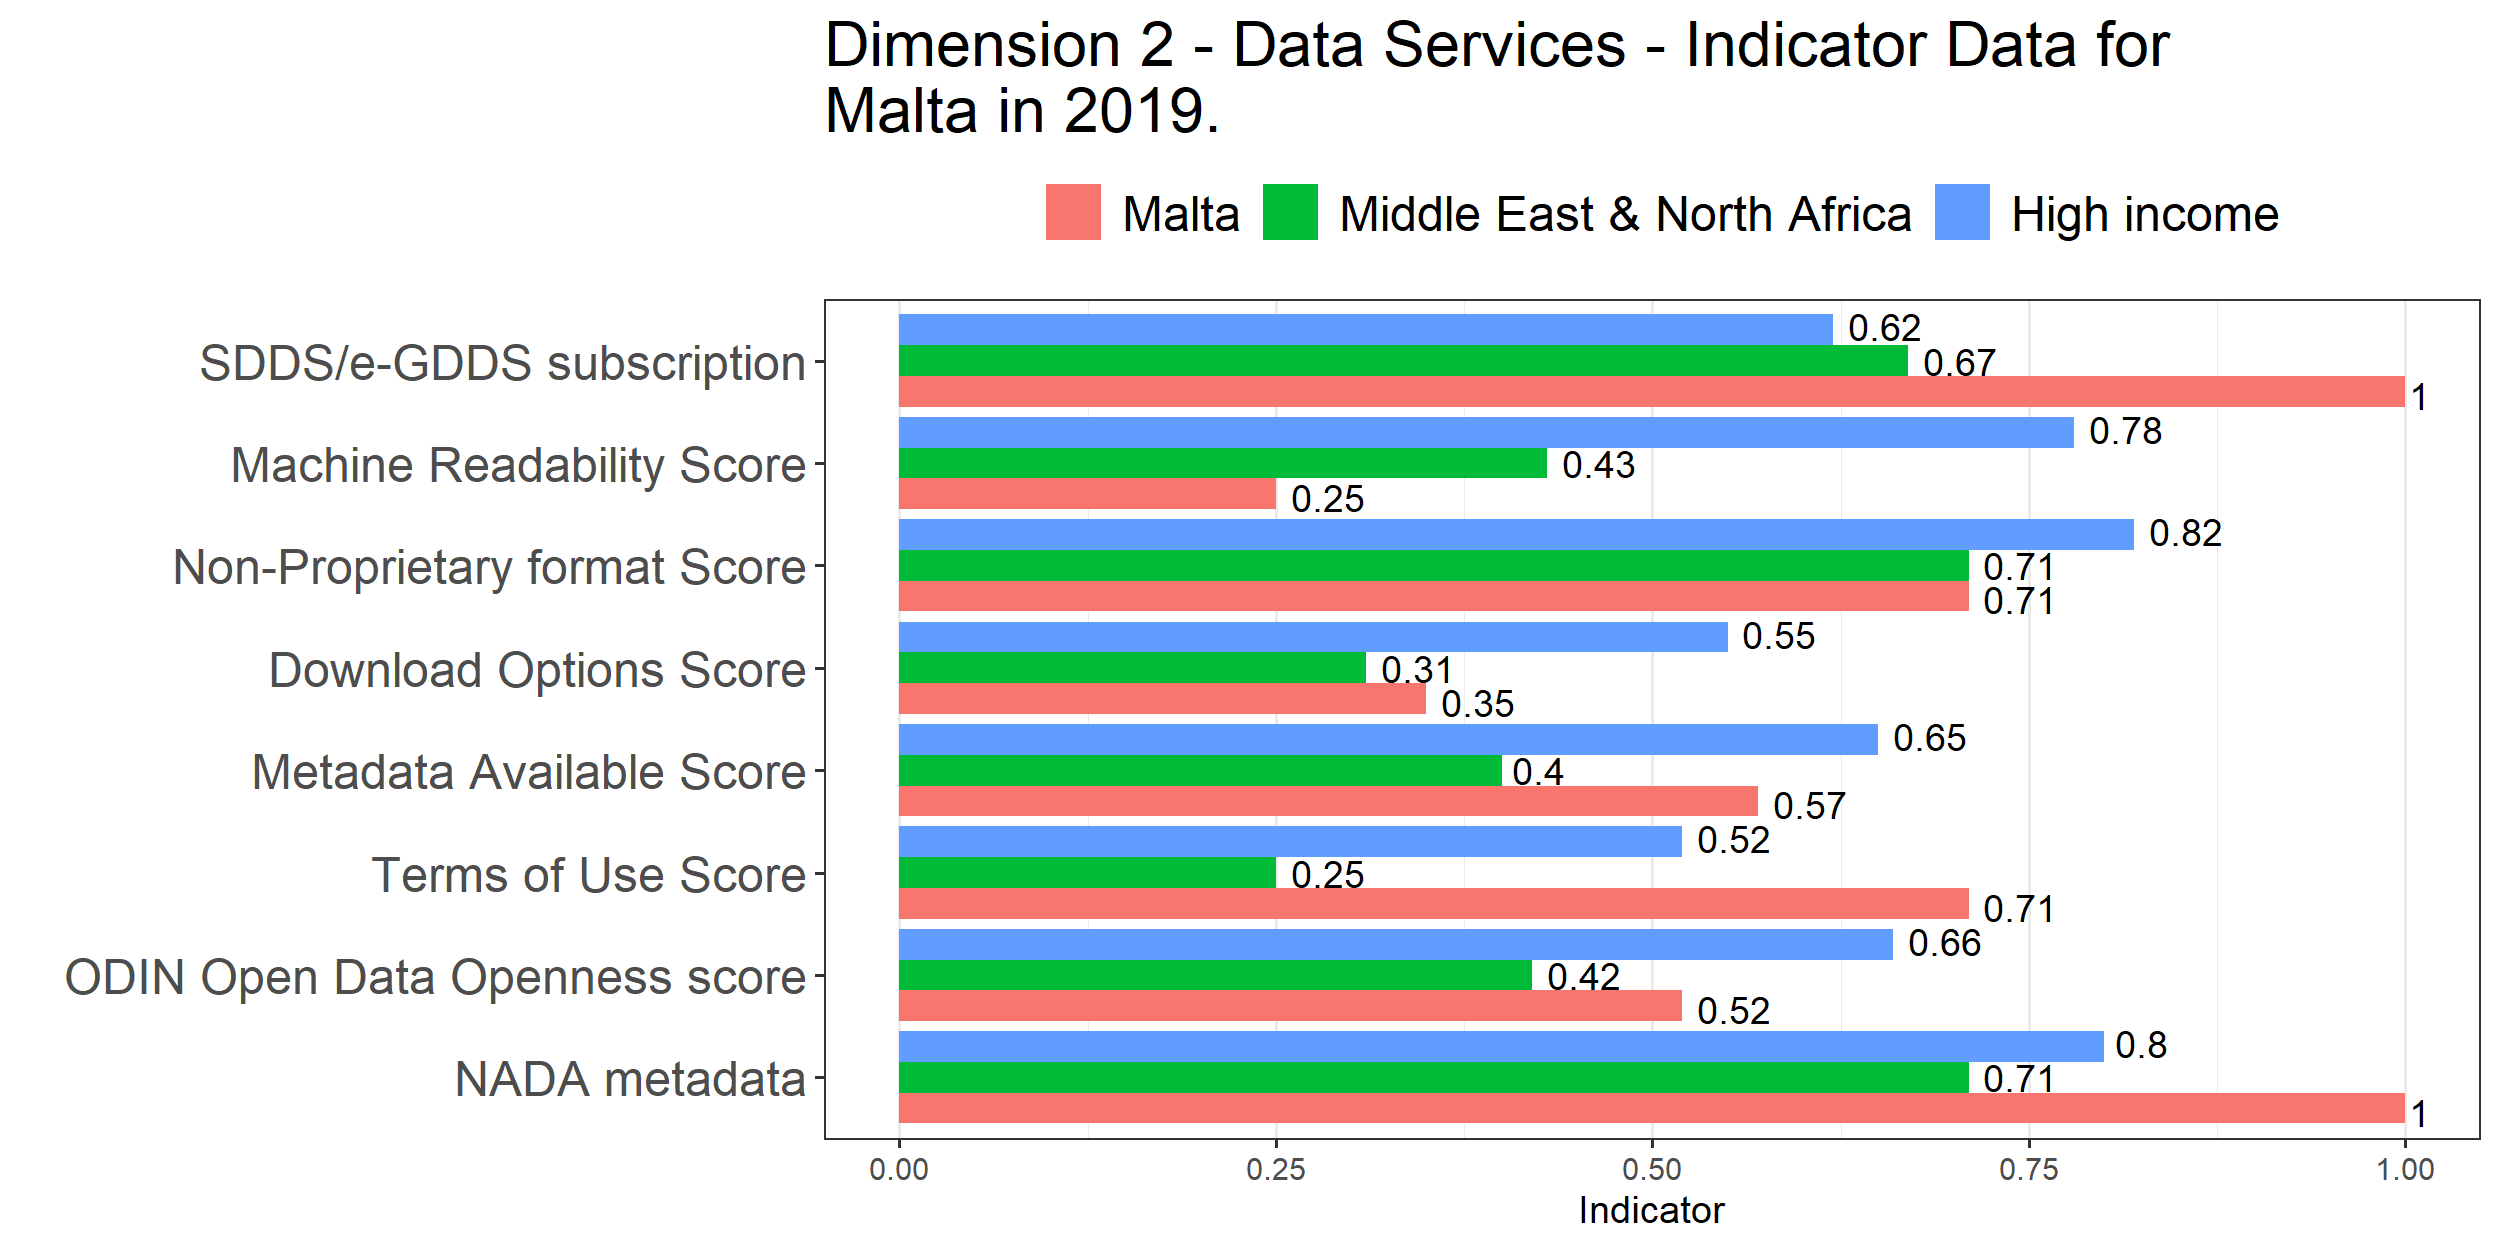 Dimension 2 - Data Services - Indicator Data for
Malta in 2019.
Malta Middle East & North Africa High income
SDDS/e-GDDS subscription
0.62
0.67
1
Machine Readability Score
0.78
0.43
0.25
Non-Proprietary format Score
0.82
0.71
0.71
Download Options Score
0.55
0.31
0.35
Metadata Available Score
0.65
0.4
0.57
Terms of Use Score
0.52
0.25
0.71
ODIN Open Data Openness score
0.66
0.42
0.52
NADA metadata
0.8
0.71
1
0.00 0.25 0.50 0.75 1.00
Indicator